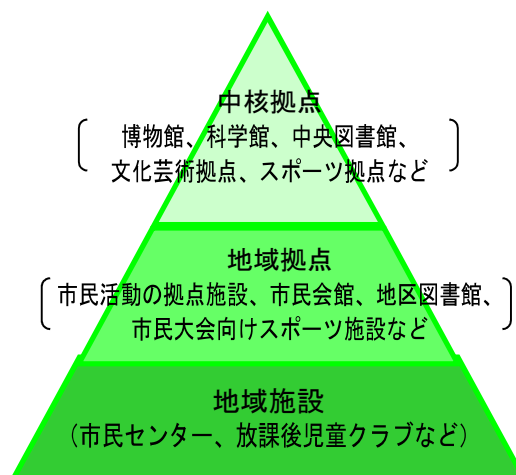 中核拠点
博物館、科学館、中央図書館、
文化芸術拠点、スポーツ拠点など
地域拠点
市民活動の拠点施設、市民会館、地区図書館、
市民大会向けスポーツ施設など
地域施設
（市民センター、放課後児童クラブなど）